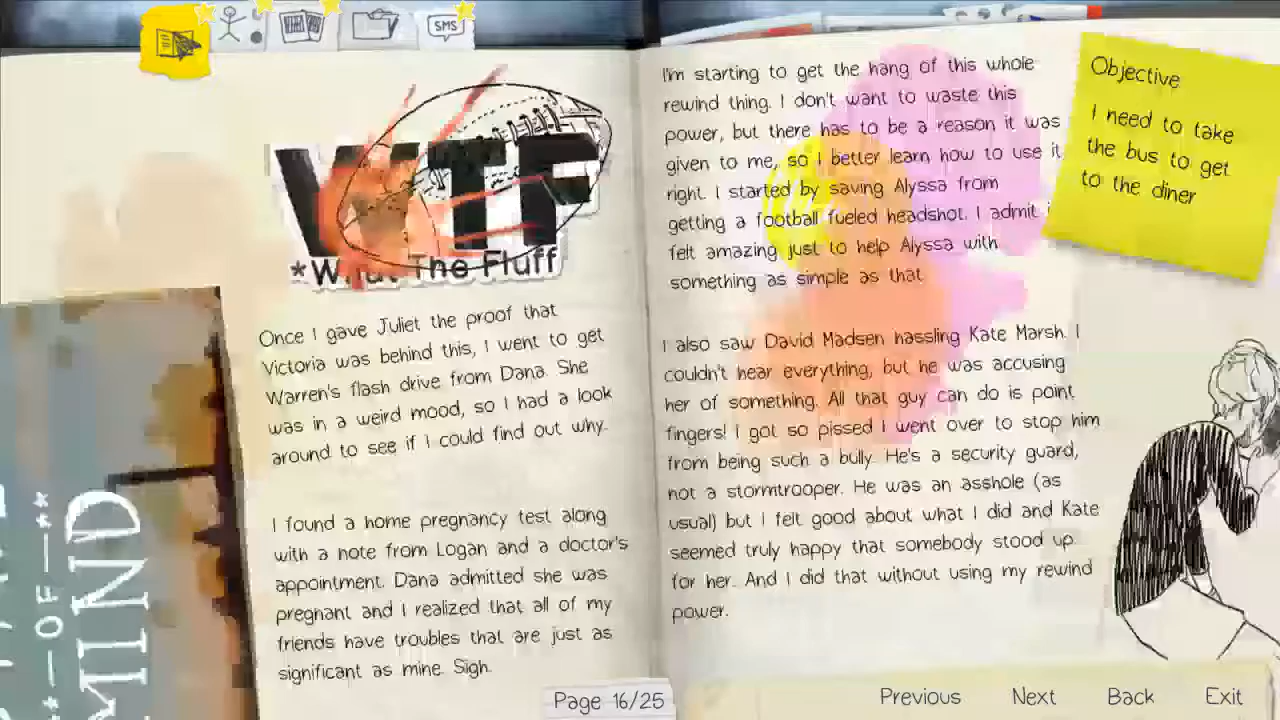 SMS
WTF
*What The Fluff
Once I gave Juliet the proof that
Victoria was behind this, I went to get
Warren's flash drive from Dana. She
was in a weird mood, so I had a look
around to see if I could find out why.
I found a home pregnancy test along
with a note from Logan and a doctor's
appointment. Dana admitted she was
pregnant and I realized that all of my
friends have troubles that are just as
significant as mine. Sigh.
OF
MIND
Page 16/25
I'm starting to get the hang of this whole
rewind thing. I don't want to waste this
power, but there has to be a reason it was
given to me, so I better learn how to use it
right. I started by saving Alyssa from
getting a football fueled headshot. I admit i
felt amazing just to help Alyssa with
something as simple as that
I also saw David Madsen hassling Kate Marsh. I
couldn't hear everything, but he was accusing
her of something. All that guy can do is point
fingers! I got so pissed I went over to stop him
from being such a bully. He's a security guard,
not a stormtrooper. He was an asshole (as
usual) but I felt good about what I did and Kate
seemed truly happy that somebody stood up
for her. And I did that without using my rewind
power.
Objective
I need to take
the bus to get
to the diner
Previous Next Back Exit